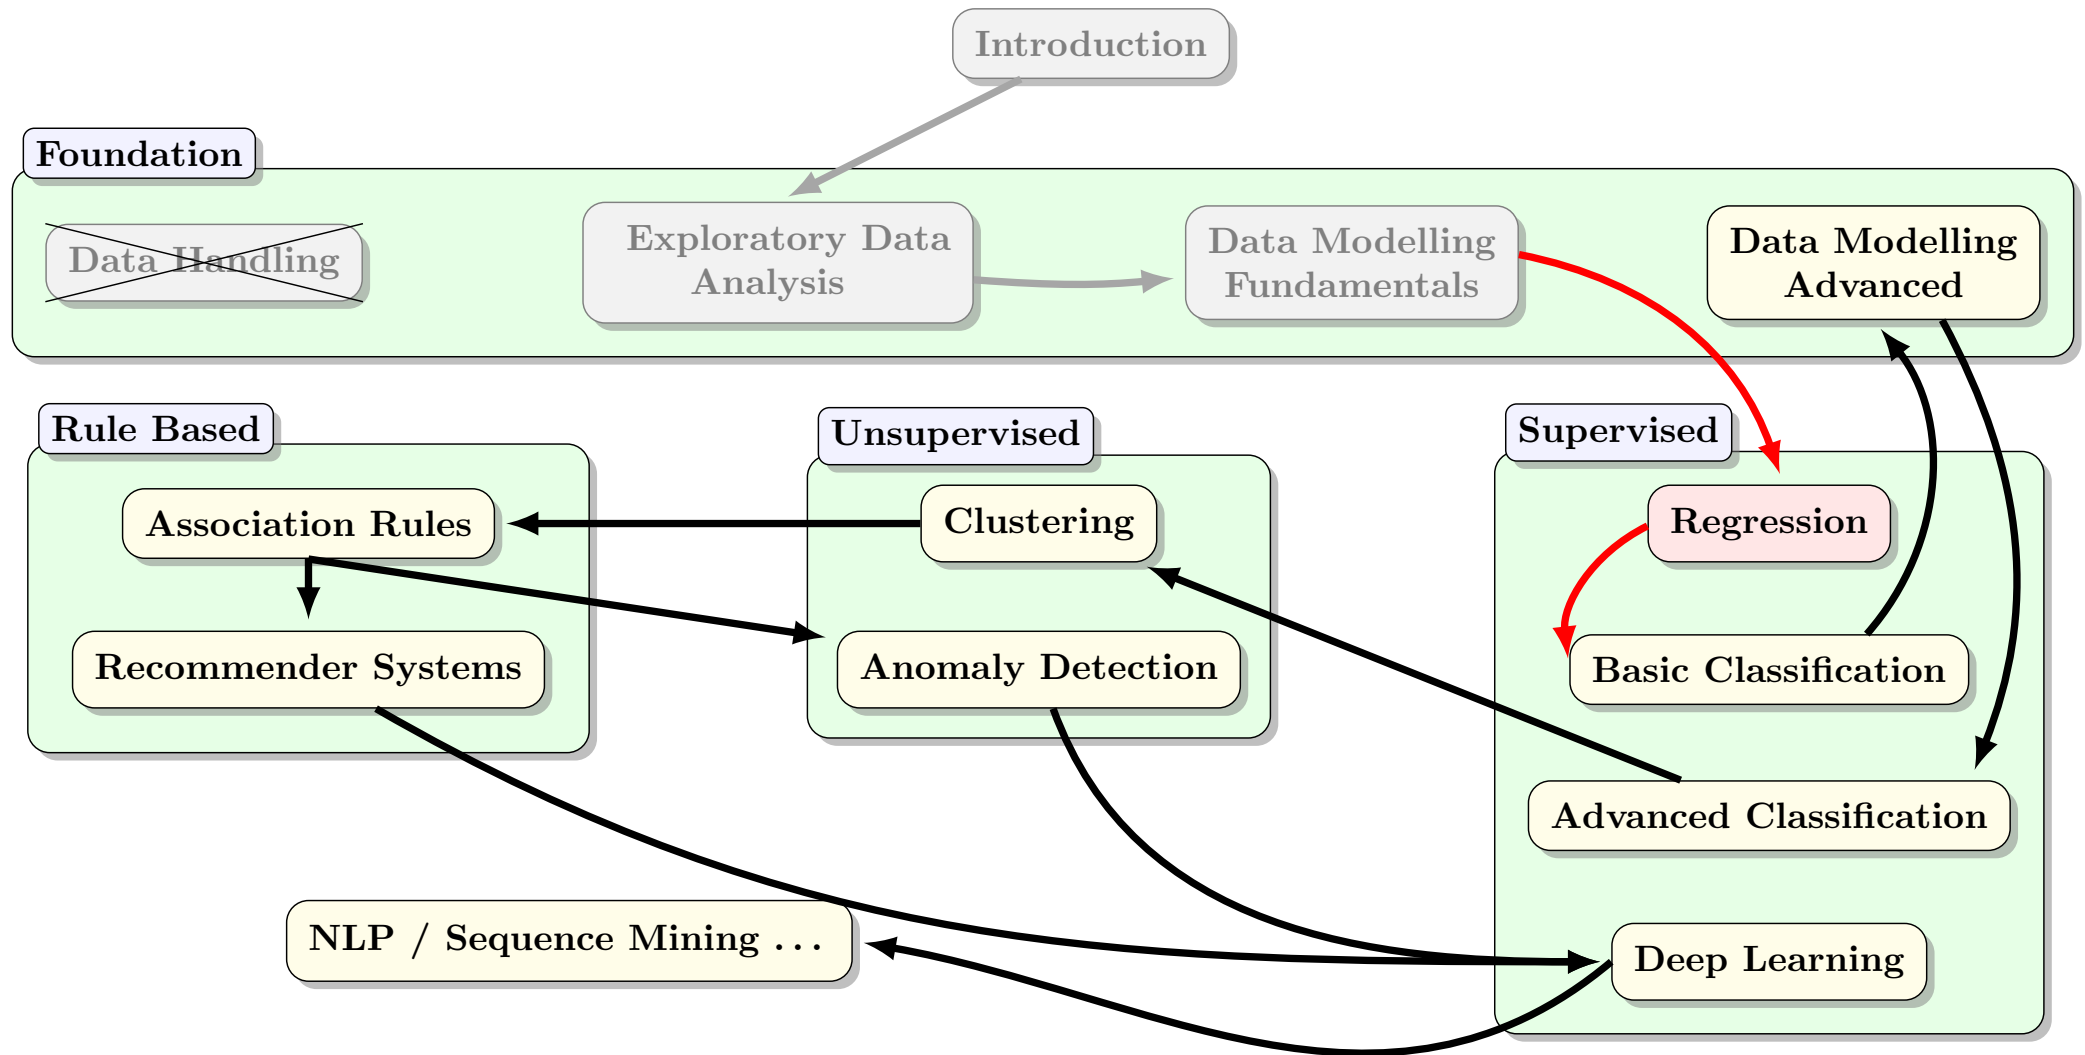 Introduction
Foundation
Data Handling
Exploratory Data
Analysis
Data Modelling
Fundamentals
Data Modelling
Advanced
Rule Based
Association Rules
Recommender Systems
Unsupervised
Clustering
Anomaly Detection
Supervised
Regression
Basic Classification
Advanced Classification
Deep Learning
NLP / Sequence Mining ...